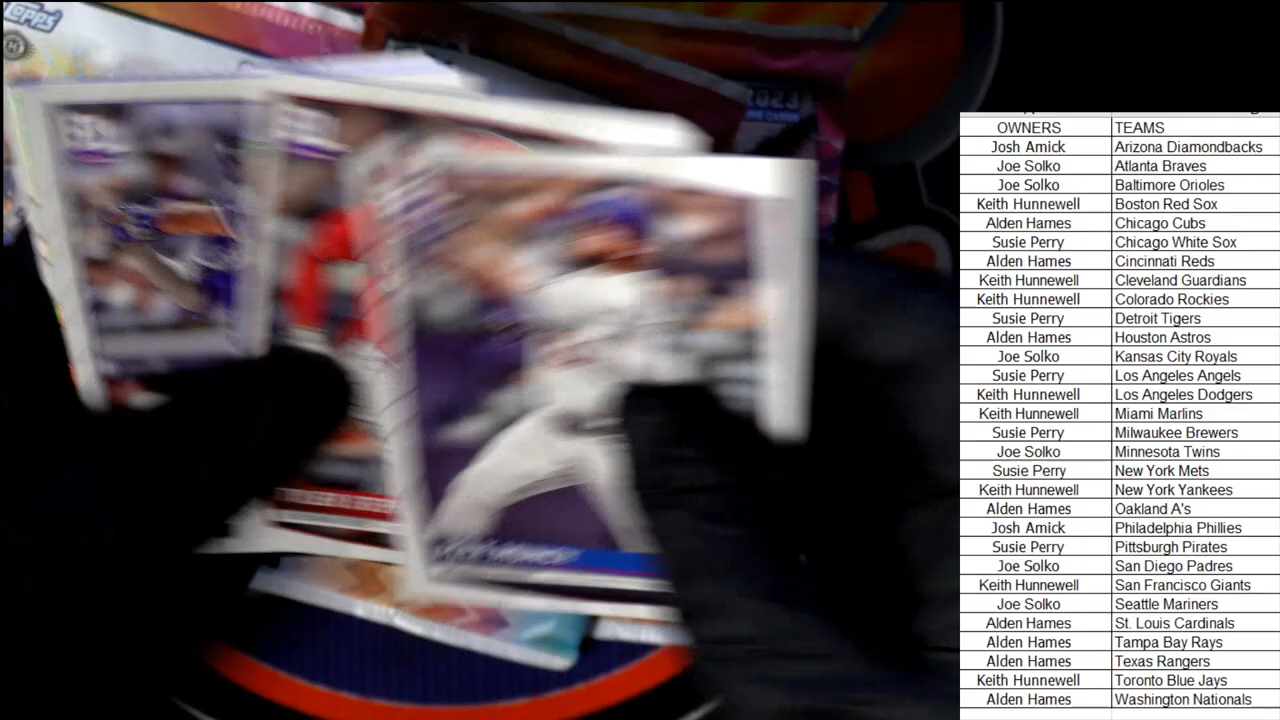 topps
2023
OWNERS TEAMS
Josh Amick Arizona Diamondbacks
Joe Solko Atlanta Braves
Joe Solko Baltimore Orioles
Keith Hunnewell Boston Red Sox
Alden Hames Chicago Cubs
Susie Perry Chicago White Sox
Alden Hames Cincinnati Reds
Keith Hunnewell Cleveland Guardians
Keith Hunnewell Colorado Rockies
Susie Perry Detroit Tigers
Alden Hames Houston Astros
Joe Solko Kansas City Royals
Susie Perry Los Angeles Angels
Keith Hunnewell Los Angeles Dodgers
Keith Hunnewell Miami Marlins
Susie Perry Milwaukee Brewers
Joe Solko Minnesota Twins
Susie Perry New York Mets
Keith Hunnewell New York Yankees
Alden Hames Oakland A's
Josh Amick Philadelphia Phillies
Susie Perry Pittsburgh Pirates
Joe Solko San Diego Padres
Keith Hunnewell San Francisco Giants
Joe Solko Seattle Mariners
Alden Hames St. Louis Cardinals
Alden Hames Tampa Bay Rays
Alden Hames Texas Rangers
Keith Hunnewell Toronto Blue Jays
Alden Hames Washington Nationals